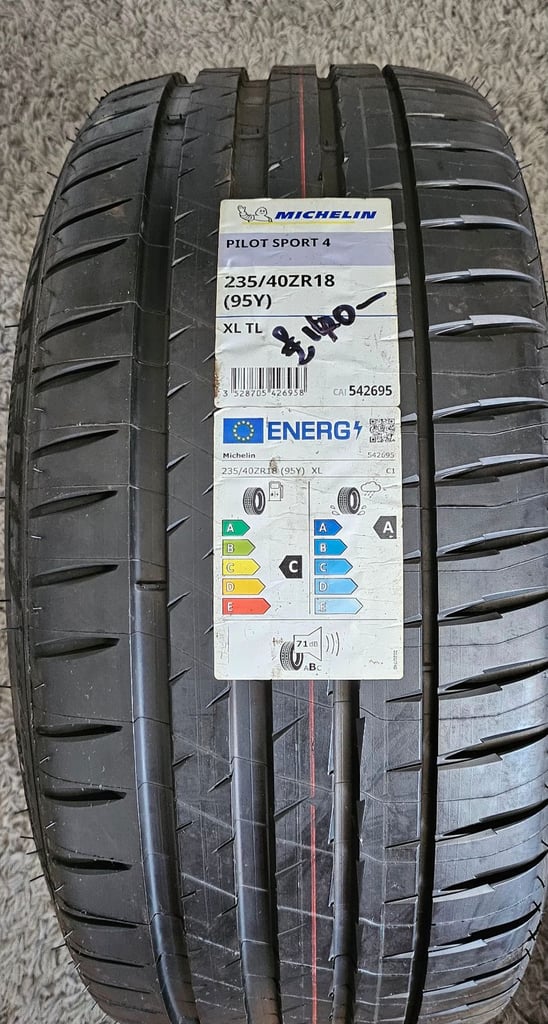 MICHELIN
PILOT SPORT 4
235/40ZR18
(95Y)
XL TL
3 528705 426958
CAI 542695
ENERG
Michelin 542695
235/40ZR18 (95Y) XL C1
A A A
B B
C C C
D D
E E
71 dB
ABC